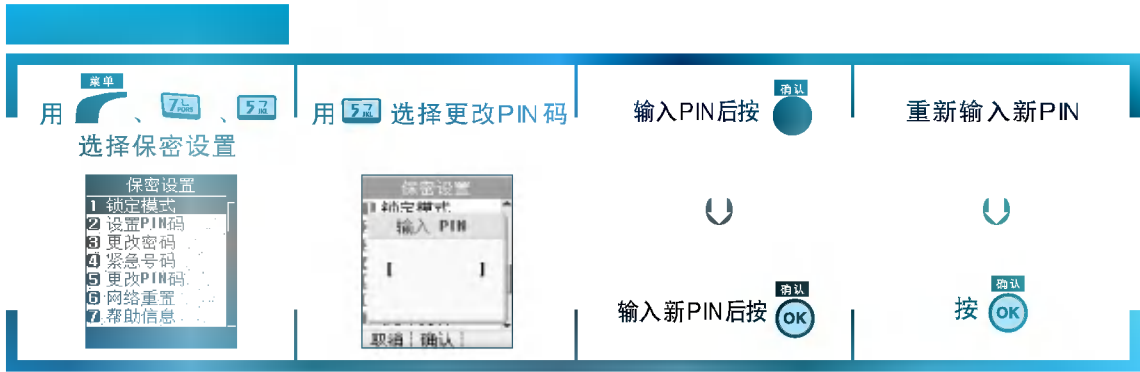 菜单
用 、 7 、 5
选择保密设置
保密设置
1 锁定模式
2 设置PIN码
3 更改密码
4 紧急号码
5 更改PIN码
6 网络重置
7 帮助信息
用 5 选择更改PIN码
保密设置
1 锁定模式
输入 PIN
[ ]
取消 确认
确认
输入PIN后按
确认
输入新PIN后按 OK
重新输入新PIN
确认
按 OK